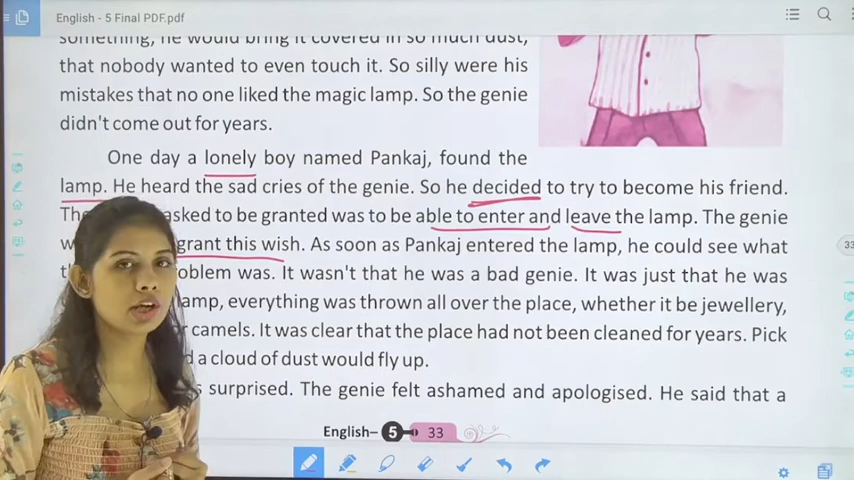 English - 5 Final PDF.pdf
something, he would bring it covered in so much dust,
that nobody wanted to even touch it. So silly were his
mistakes that no one liked the magic lamp. So the genie
didn't come out for years.
One day a lonely boy named Pankaj, found the
lamp. He heard the sad cries of the genie. So he decided to try to become his friend.
asked to be granted was to be able to enter and leave the lamp. The genie
grant this wish. As soon as Pankaj entered the lamp, he could see what
problem was. It wasn't that he was a bad genie. It was just that he was
lamp, everything was thrown all over the place, whether it be jewellery,
camels. It was clear that the place had not been cleaned for years. Pick
a cloud of dust would fly up.
surprised. The genie felt ashamed and apologised. He said that a
English– 5 33
33